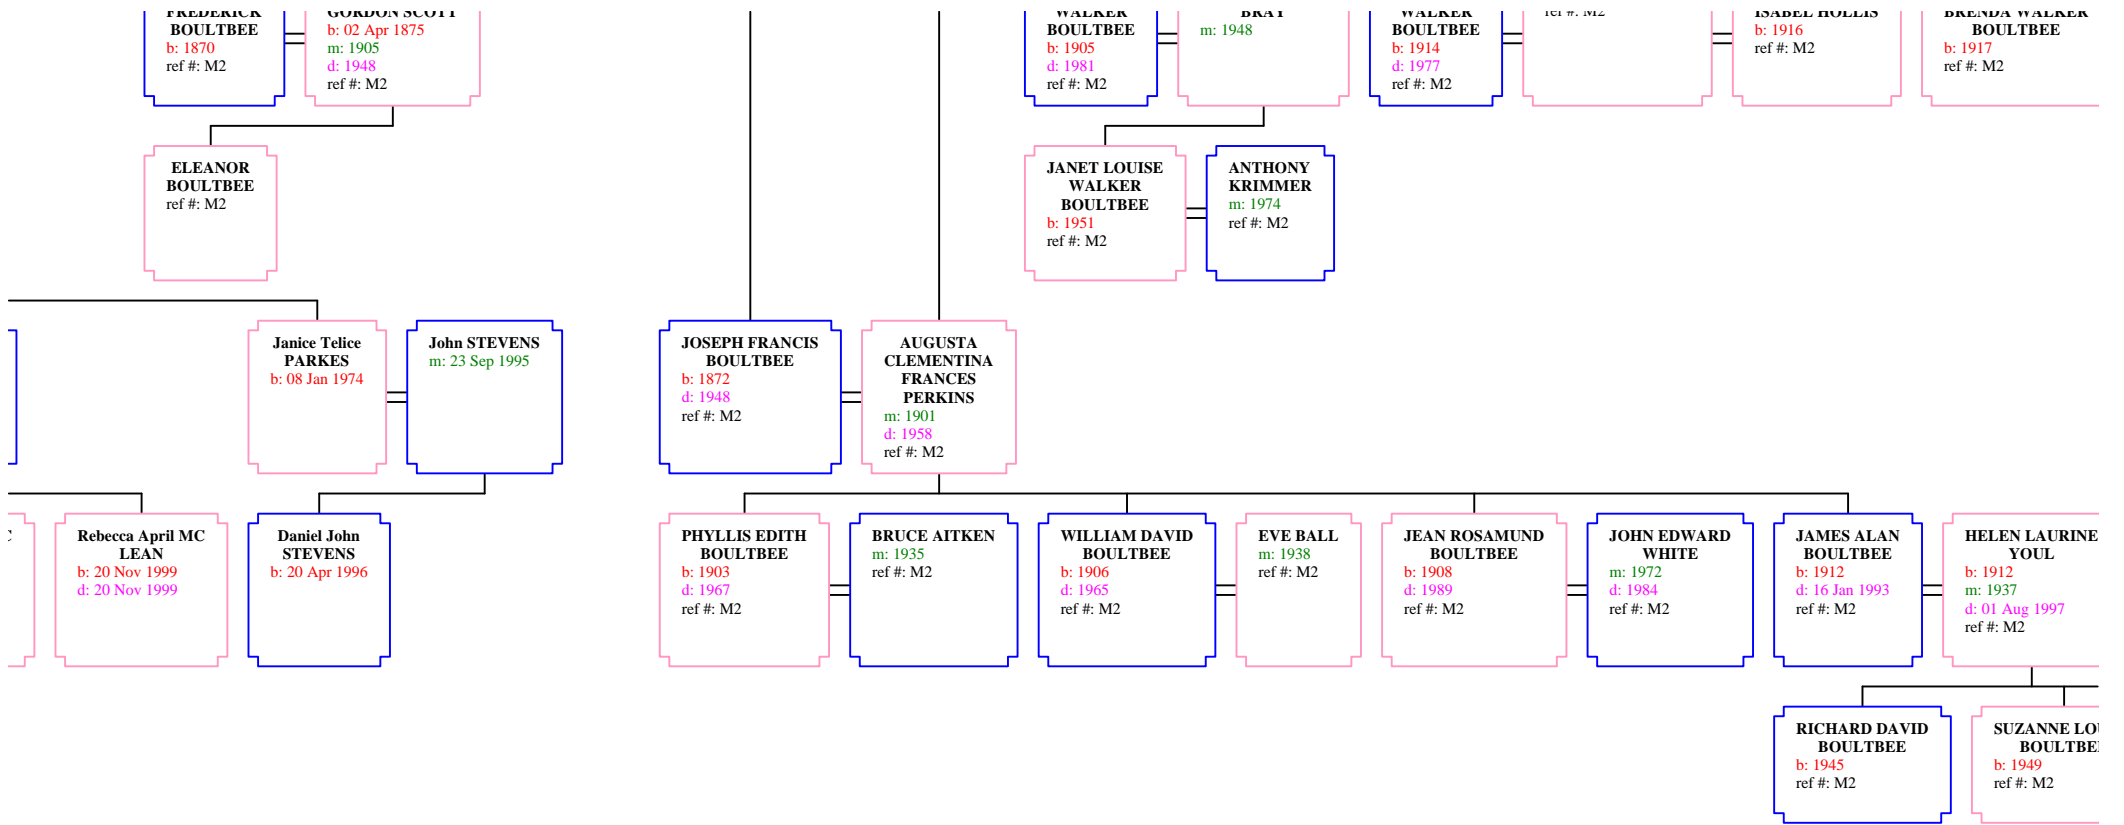 FREDERICK
BOULTBEE
b: 1870
GORDON SCOTT
b: 02 Apr 1875
m: 1905
d: 1948
ref #: M2
WALKER
BOULTBEE
b: 1905
d: 1981
ref #: M2
BRAY
m: 1948
WALKER
BOULTBEE
b: 1914
d: 1977
ref #: M2
ref #: M2
ISABEL HOLLIS
b: 1916
ref #: M2
BRENDA WALKER
BOULTBEE
b: 1917
ref #: M2
ELEANOR
BOULTBEE
ref #: M2
JANET LOUISE
WALKER
BOULTBEE
b: 1951
ref #: M2
ANTHONY
KRIMMER
m: 1974
ref #: M2
Janice Telice
PARKES
b: 08 Jan 1974
John STEVENS
m: 23 Sep 1995
JOSEPH FRANCIS
BOULTBEE
b: 1872
d: 1948
ref #: M2
AUGUSTA
CLEMENTINA
FRANCES
PERKINS
m: 1901
d: 1958
ref #: M2
Rebecca April MC
LEAN
b: 20 Nov 1999
d: 20 Nov 1999
Daniel John
STEVENS
b: 20 Apr 1996
PHYLLIS EDITH
BOULTBEE
b: 1903
d: 1967
ref #: M2
BRUCE AITKEN
m: 1935
ref #: M2
WILLIAM DAVID
BOULTBEE
b: 1906
d: 1965
ref #: M2
EVE BALL
m: 1938
ref #: M2
JEAN ROSAMUND
BOULTBEE
b: 1908
d: 1989
ref #: M2
JOHN EDWARD
WHITE
m: 1972
d: 1984
ref #: M2
JAMES ALAN
BOULTBEE
b: 1912
d: 16 Jan 1993
ref #: M2
HELEN LAURINE
YOUL
b: 1912
m: 1937
d: 01 Aug 1997
ref #: M2
RICHARD DAVID
BOULTBEE
b: 1945
ref #: M2
SUZANNE
b: 1949
ref #: M2